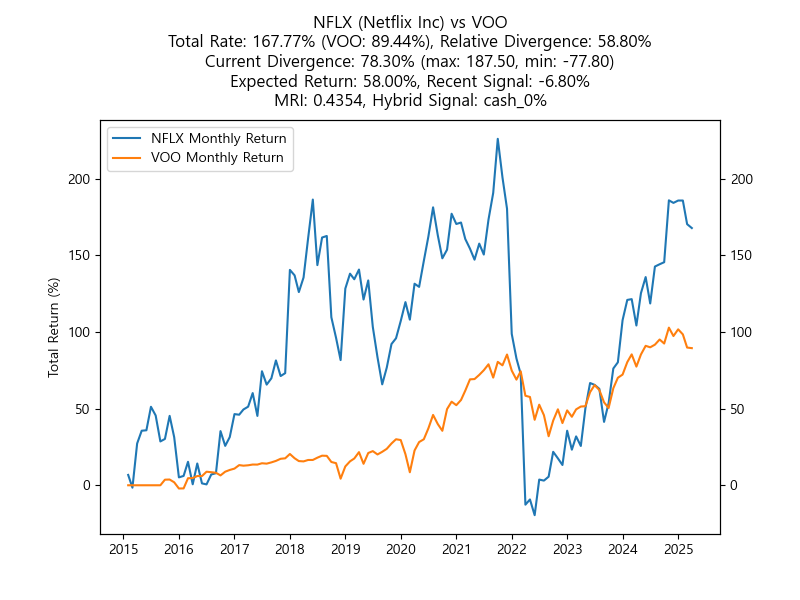 NFLX (Netflix Inc) vs VOO
Total Rate: 167.77% (VOO: 89.44%), Relative Divergence: 58.80%
Current Divergence: 78.30% (max: 187.50, min: -77.80)
Expected Return: 58.00%, Recent Signal: -6.80%
MRI: 0.4354, Hybrid Signal: cash_0%
NFLX Monthly Return
VOO Monthly Return
200
150
100
50
0
Total Return (%)
200
150
100
50
0
2015 2016 2017 2018 2019 2020 2021 2022 2023 2024 2025